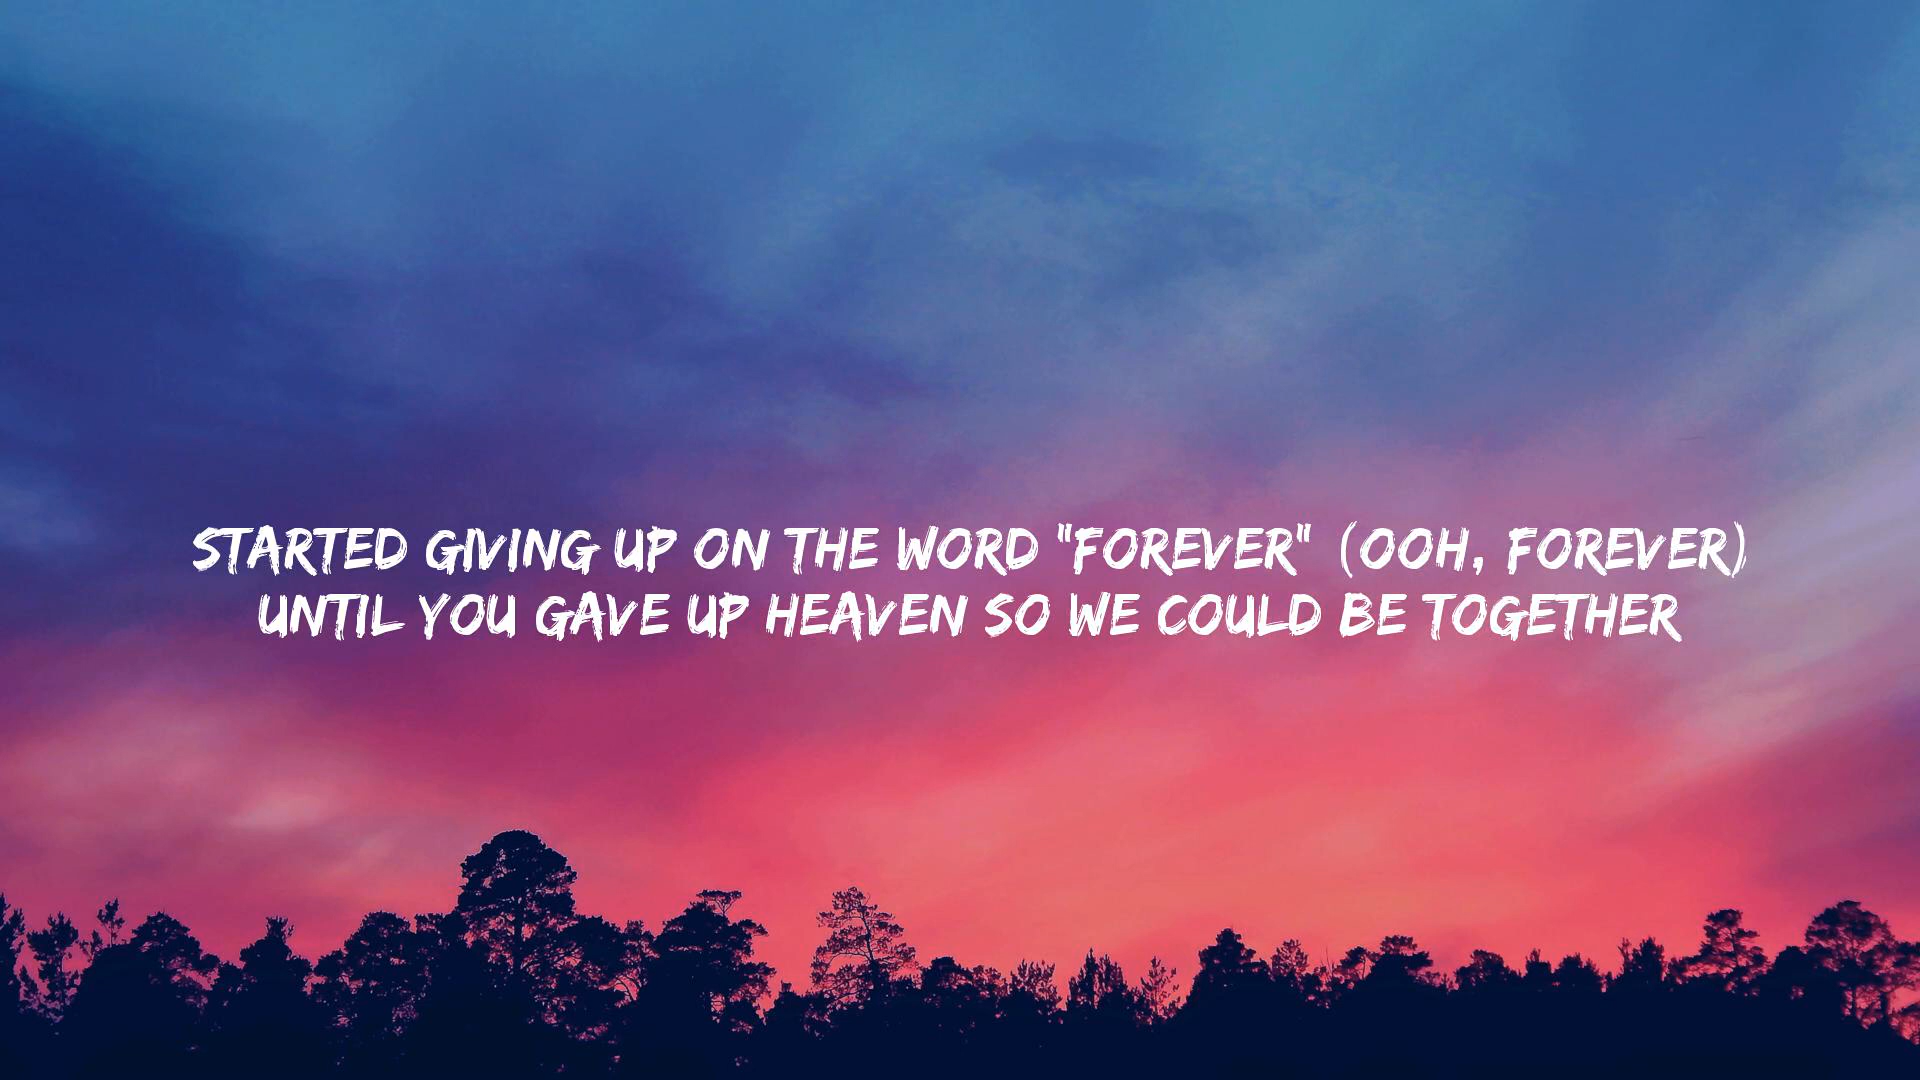 STARTED GIVING UP ON THE WORD "FOREVER" (OOH, FOREVER)
UNTIL YOU GAVE UP HEAVEN SO WE COULD BE TOGETHER